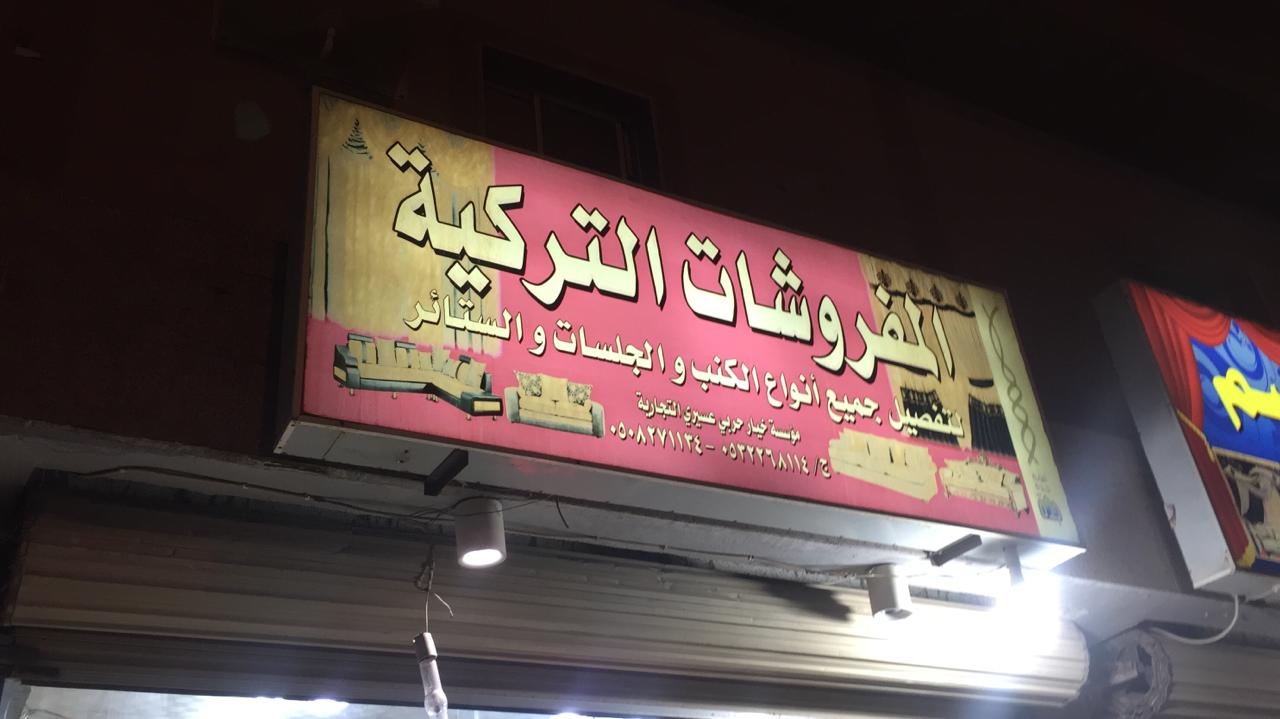 المفروشات التركية
لتفصيل جميع أنواع الكنب و الجلسات و الستائر
مؤسسة خيار حربي عسيري التجارية
ج/ ٠٥٣٢٢٦٨١١٤ - ٠٥٠٨٢٧١١٣٤